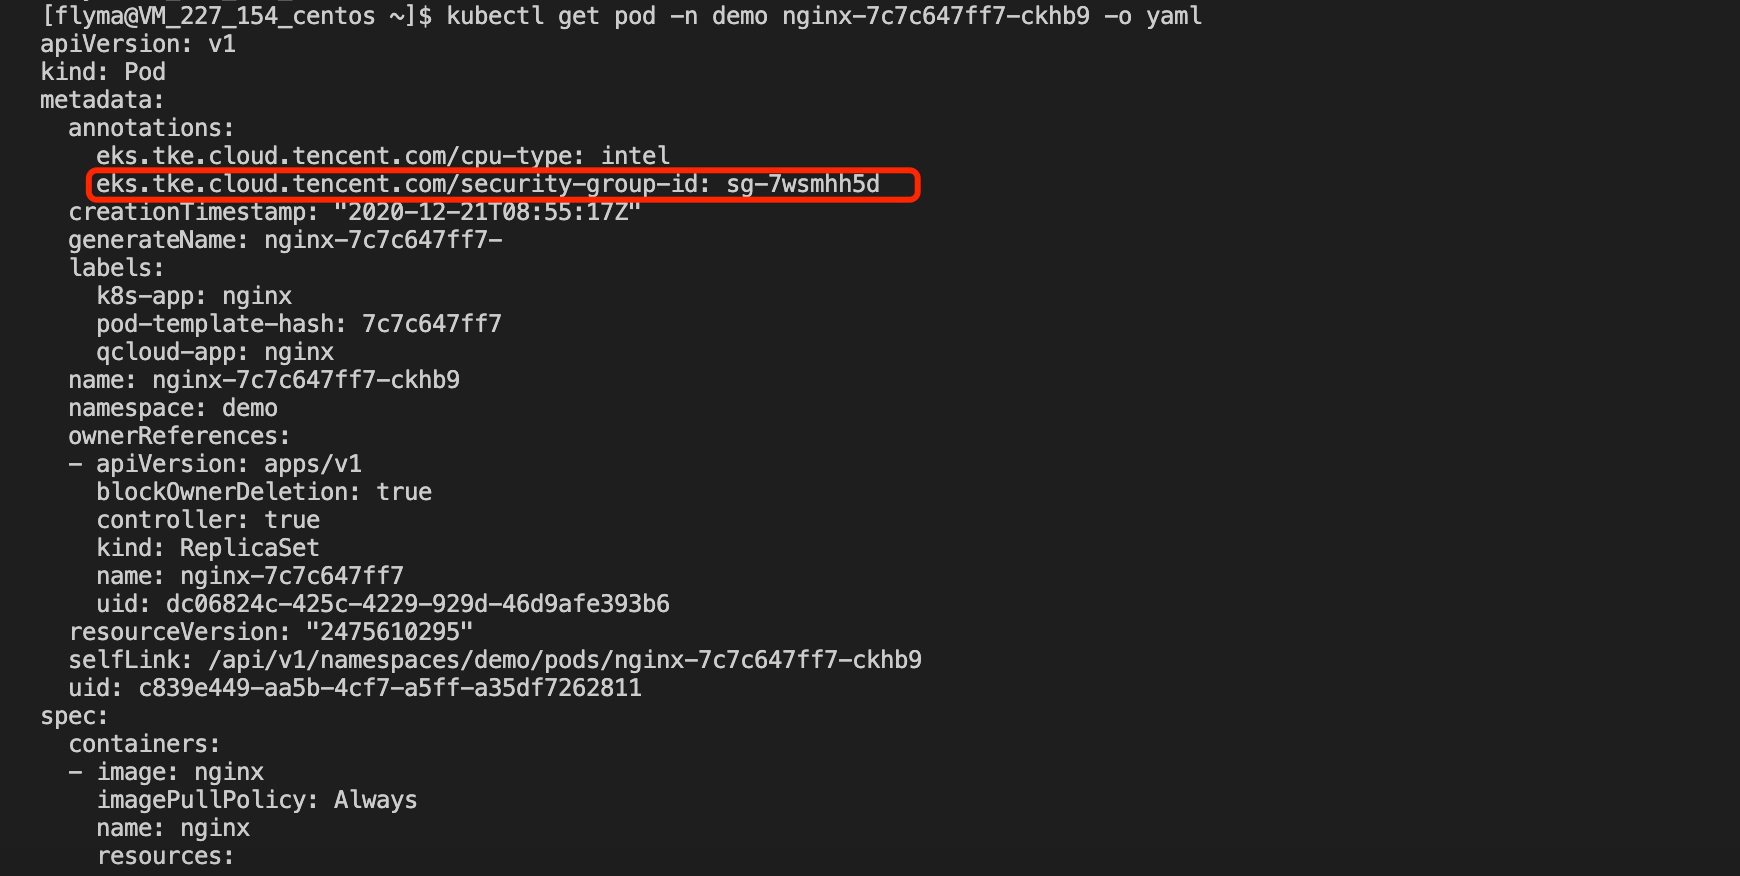 [flyma@VM_227_154_centos ~]$ kubectl get pod -n demo nginx-7c7c647ff7-ckhb9 -o yaml
apiVersion: v1
kind: Pod
metadata:
  annotations:
    eks.tke.cloud.tencent.com/cpu-type: intel
    eks.tke.cloud.tencent.com/security-group-id: sg-7wsmhh5d
  creationTimestamp: "2020-12-21T08:55:17Z"
  generateName: nginx-7c7c647ff7-
  labels:
    k8s-app: nginx
    pod-template-hash: 7c7c647ff7
    qcloud-app: nginx
  name: nginx-7c7c647ff7-ckhb9
  namespace: demo
  ownerReferences:
  - apiVersion: apps/v1
    blockOwnerDeletion: true
    controller: true
    kind: ReplicaSet
    name: nginx-7c7c647ff7
    uid: dc06824c-425c-4229-929d-46d9afe393b6
  resourceVersion: "2475610295"
  selfLink: /api/v1/namespaces/demo/pods/nginx-7c7c647ff7-ckhb9
  uid: c839e449-aa5b-4cf7-a5ff-a35df7262811
spec:
  containers:
  - image: nginx
    imagePullPolicy: Always
    name: nginx
    resources: